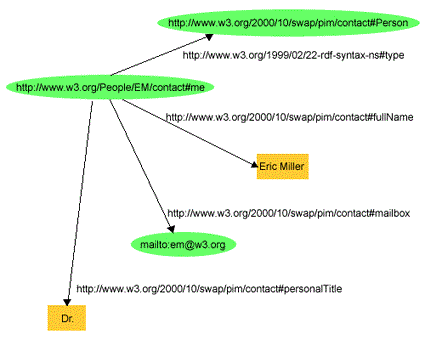 http://www.w3.org/2000/10/swap/pim/contact#Person
http://www.w3.org/1999/02/22-rdf-syntax-ns#type
http://www.w3.org/People/EM/contact#me
http://www.w3.org/2000/10/swap/pim/contact#fullName
Eric Miller
http://www.w3.org/2000/10/swap/pim/contact#mailbox
mailto:em@w3.org
http://www.w3.org/2000/10/swap/pim/contact#personalTitle
Dr.